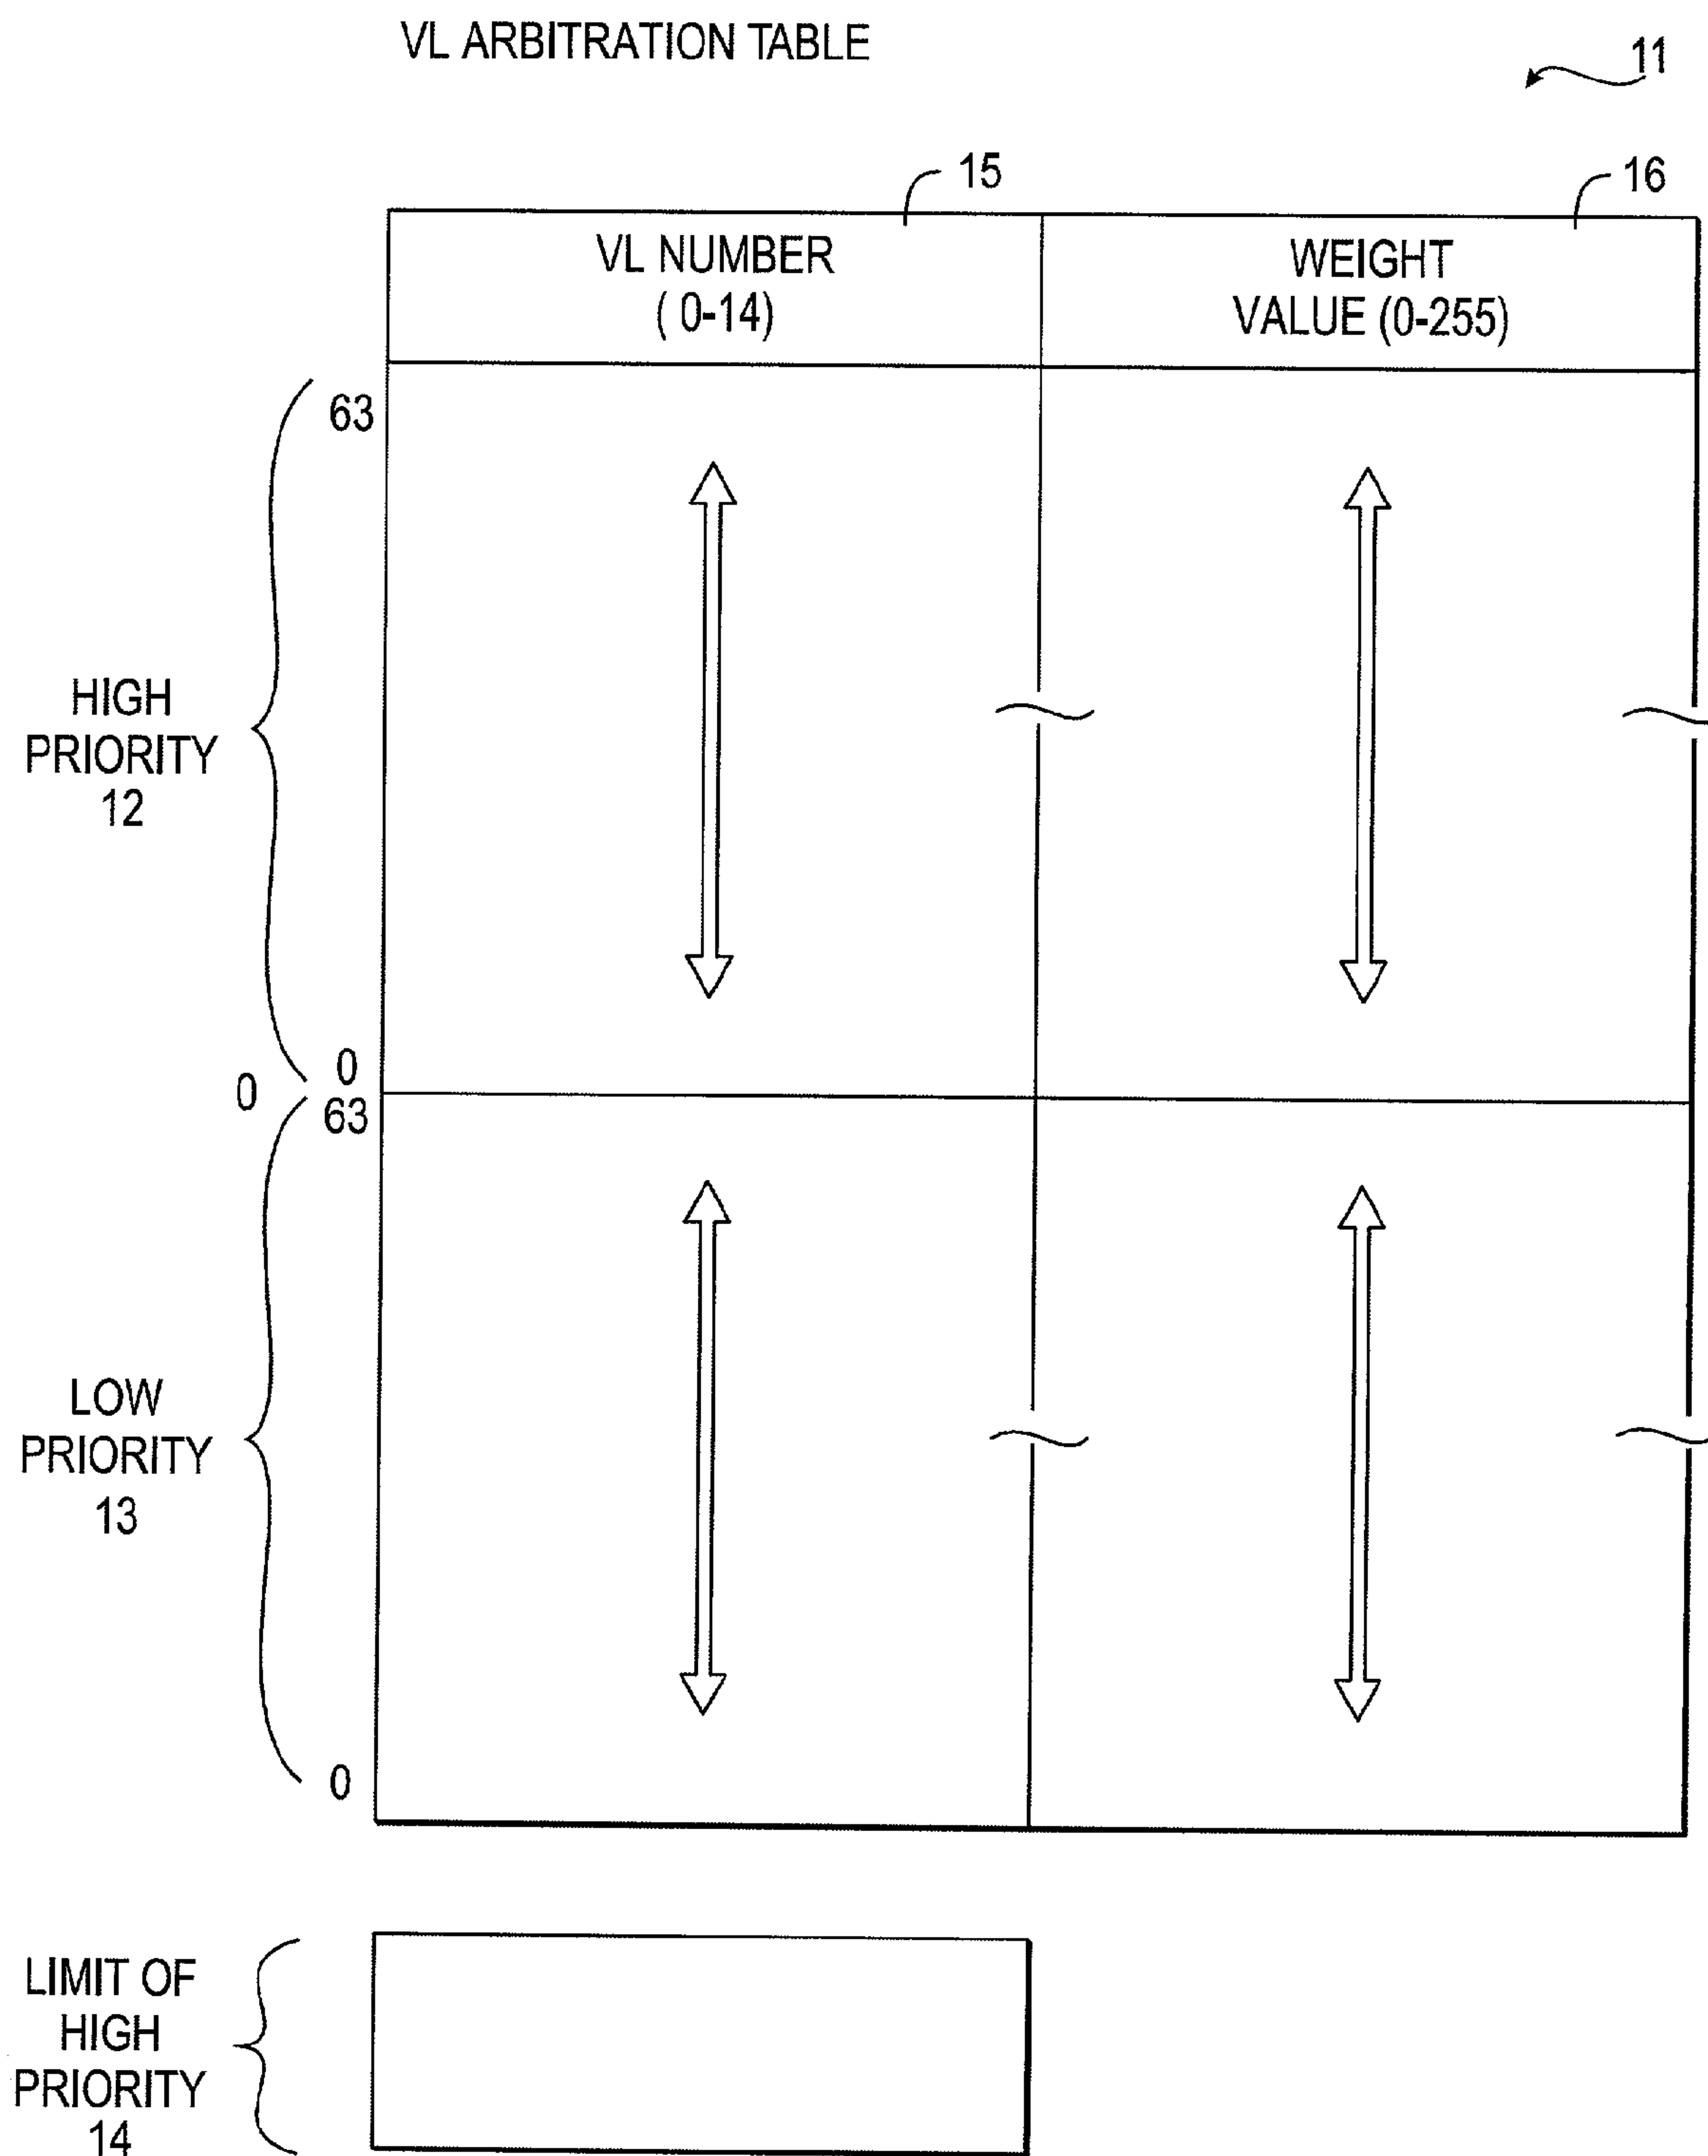 VL ARBITRATION TABLE
11
15
16
VL NUMBER
( 0-14)
WEIGHT
VALUE (0-255)
63
HIGH
PRIORITY
12
0
0
63
LOW
PRIORITY
13
0
LIMIT OF
HIGH
PRIORITY
14